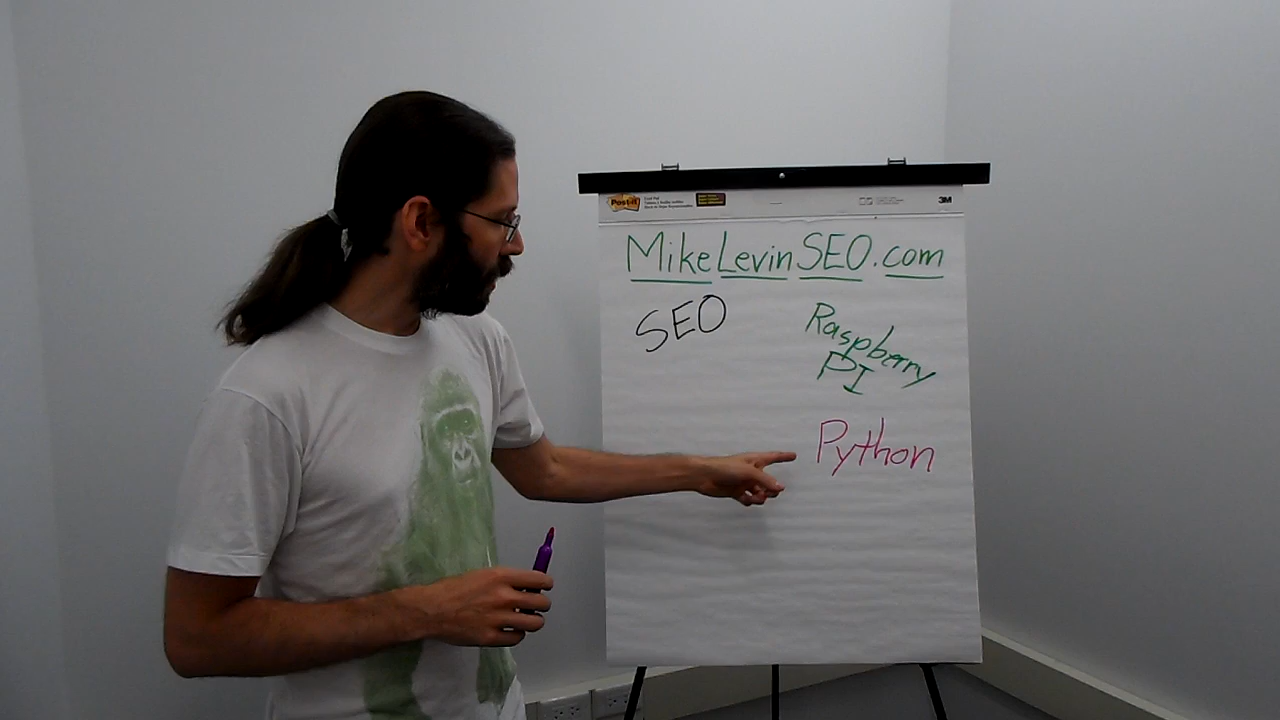 Post-it
3M
MikeLevinSEO.com
SEO
Raspberry
PI
Python